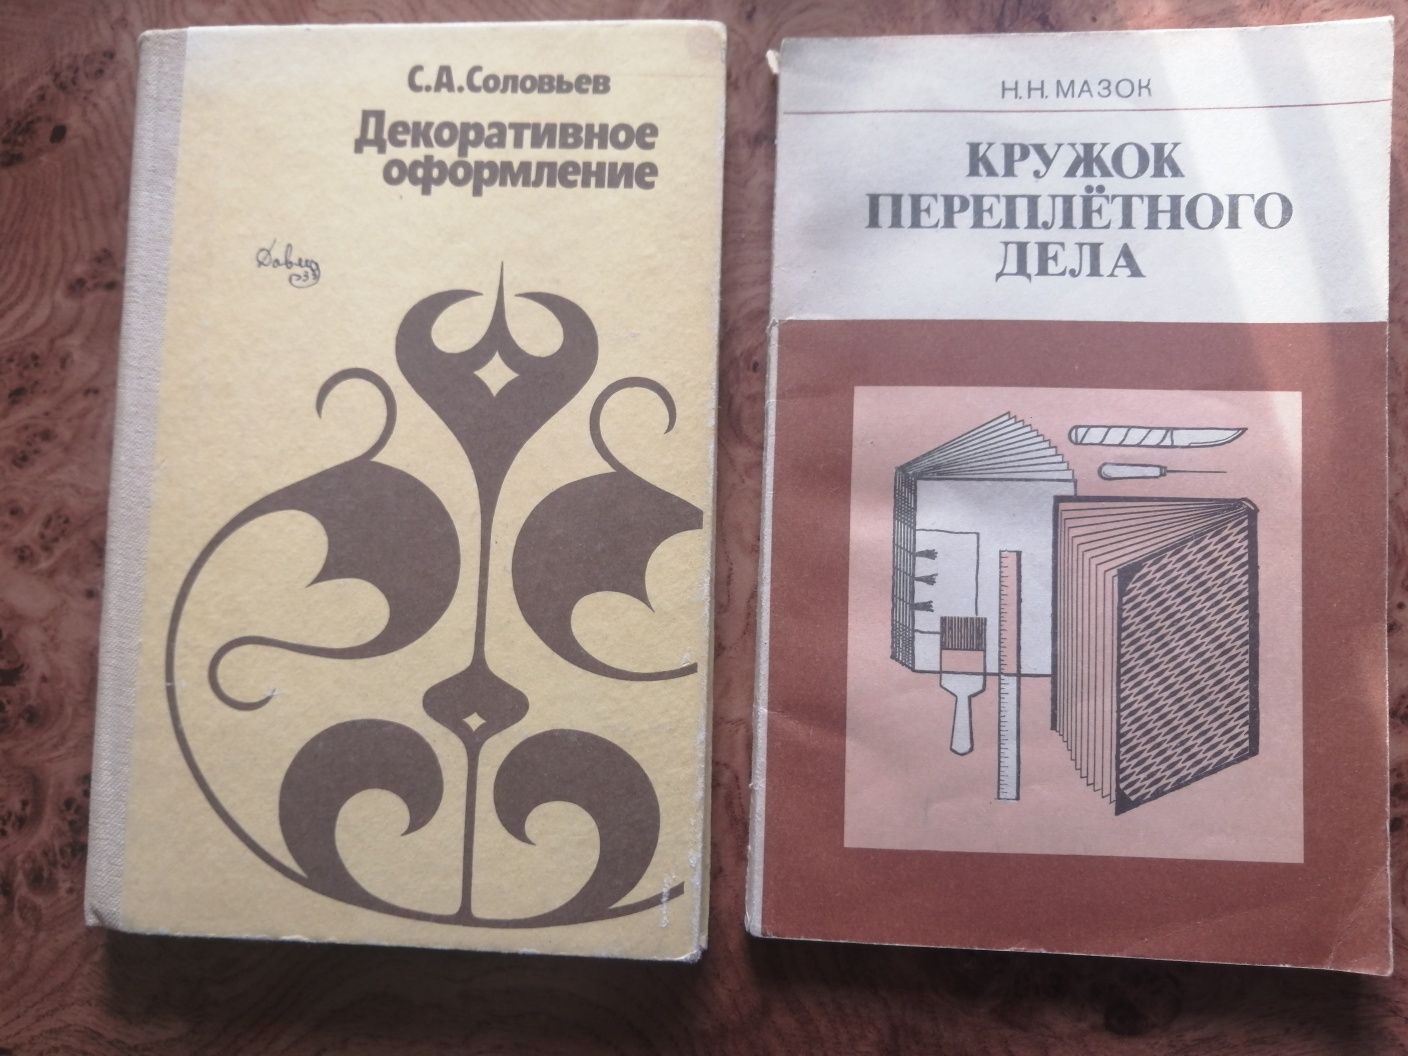 С.А.Соловьев
Декоративное
оформление
Н.Н.МАЗОК
КРУЖОК
ПЕРЕПЛЁТНОГО
ДЕЛА